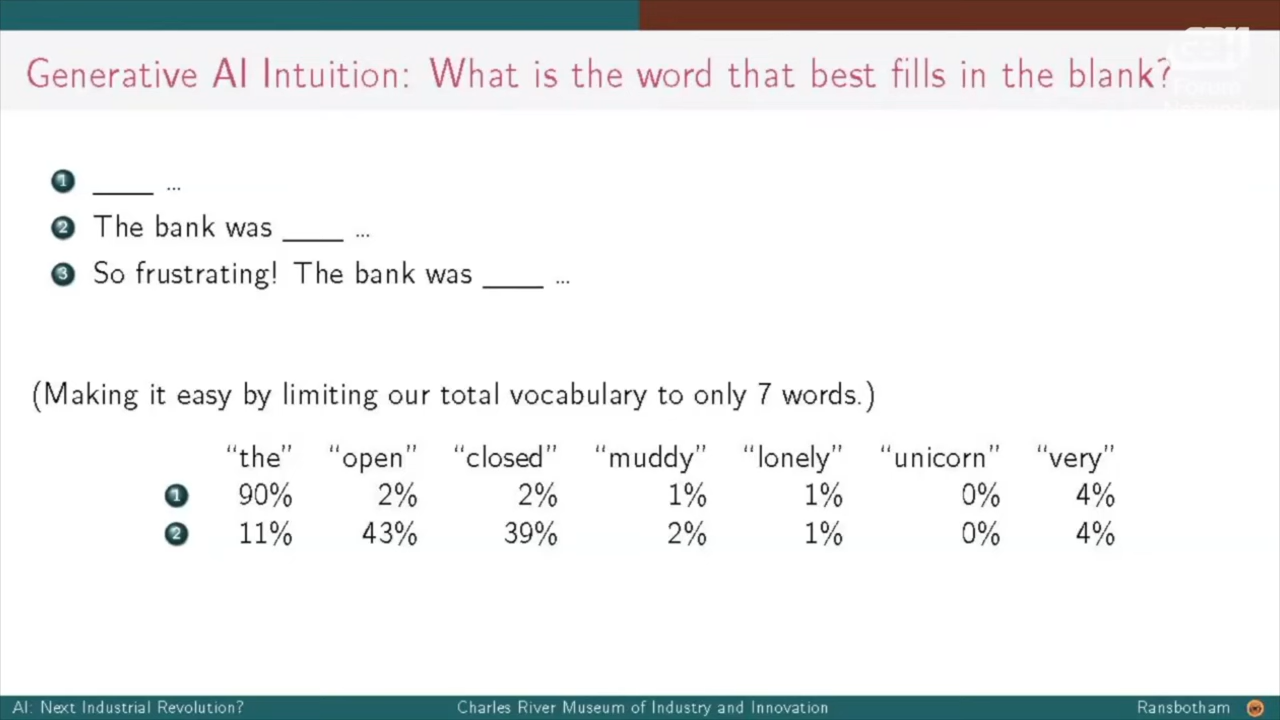 Generative AI Intuition: What is the word that best fills in the blank?
GBH
Forum
Network
1 ____ ...
2 The bank was ____ ...
3 So frustrating! The bank was ____ ...
(Making it easy by limiting our total vocabulary to only 7 words.)
“the” “open” “closed” “muddy” “lonely” “unicorn” “very”
1 90% 2% 2% 1% 1% 0% 4%
2 11% 43% 39% 2% 1% 0% 4%
AI: Next Industrial Revolution? Charles River Museum of Industry and Innovation Ransbotham